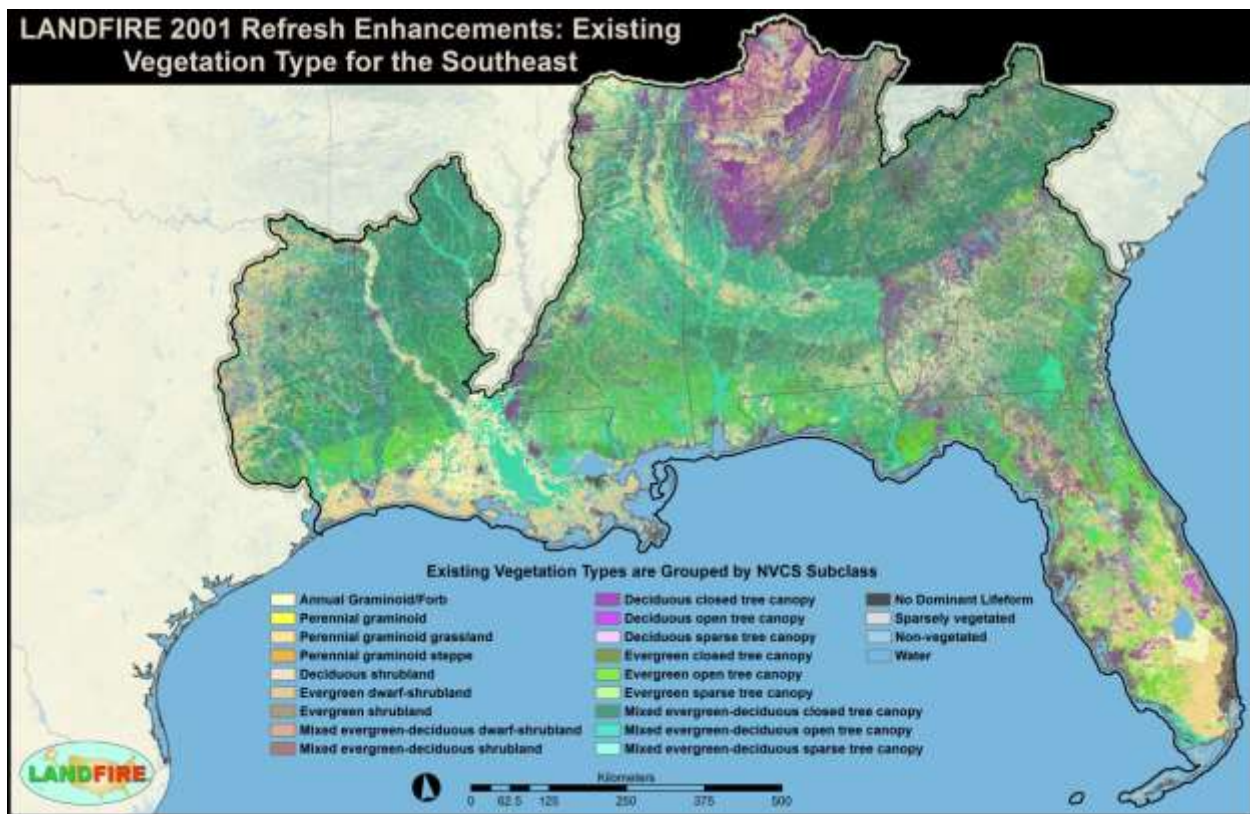 LANDFIRE 2001 Refresh Enhancements: Existing
Vegetation Type for the Southeast
Existing Vegetation Types are Grouped by NVCS Subclass
Annual Graminoid/Forb
Perennial graminoid
Perennial graminoid grassland
Perennial graminoid steppe
Deciduous shrubland
Evergreen dwarf-shrubland
Evergreen shrubland
Mixed evergreen-deciduous dwarf-shrubland
Mixed evergreen-deciduous shrubland
Deciduous closed tree canopy
Deciduous open tree canopy
Deciduous sparse tree canopy
Evergreen closed tree canopy
Evergreen open tree canopy
Evergreen sparse tree canopy
Mixed evergreen-deciduous closed tree canopy
Mixed evergreen-deciduous open tree canopy
Mixed evergreen-deciduous sparse tree canopy
No Dominant Lifeform
Sparsely vegetated
Non-vegetated
Water
LANDFIRE
Kilometers
0 62.5 125 250 375 500